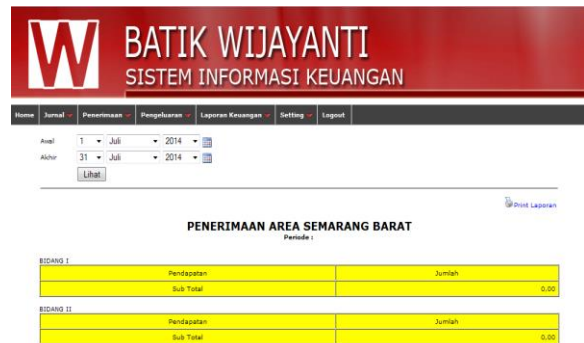 W BATIK WIJAYANTI
SISTEM INFORMASI KEUANGAN
Home Jurnal Penerimaan Pengeluaran Laporan Keuangan Setting Logout
Awal 1 Juli 2014
Akhir 31 Juli 2014
Lihat
Print Laporan
PENERIMAAN AREA SEMARANG BARAT
Periode :
BIDANG I
Pendapatan Jumlah
Sub Total 0.00
BIDANG II
Pendapatan Jumlah
Sub Total 0.00